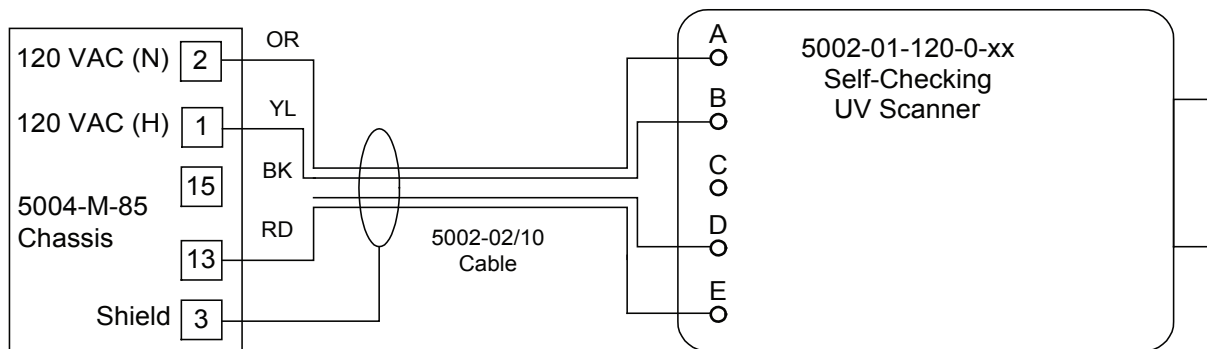 120 VAC (N) 2 OR
120 VAC (H) 1 YL
15 BK
5004-M-85
Chassis
13 RD
Shield 3
5002-02/10
Cable
A
B
C
D
E
5002-01-120-0-xx
Self-Checking
UV Scanner